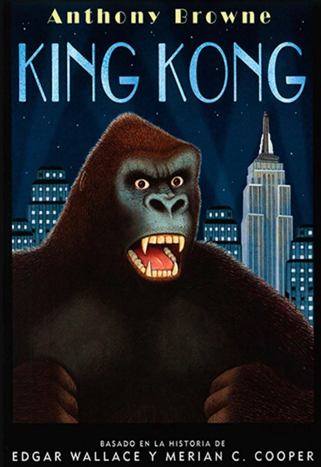 Anthony Browne
KING KONG
BASADO EN LA HISTORIA DE
EDGAR WALLACE Y MERIAN C. COOPER